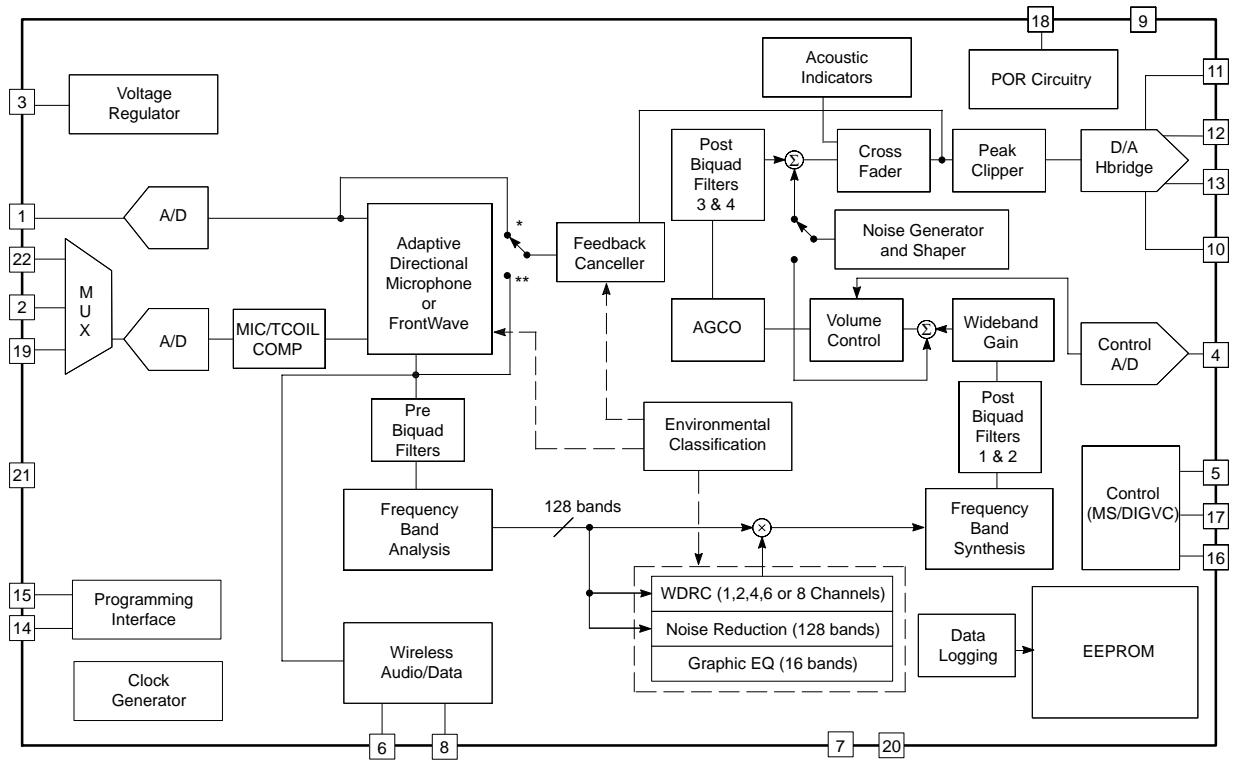 18
9
Acoustic
Indicators
POR Circuitry
11
3
Voltage
Regulator
Post
Biquad
Filters
3 & 4
Σ
Cross
Fader
Peak
Clipper
D/A
Hbridge
12
13
1
A/D
Adaptive
Directional
Microphone
or
FrontWave
*
**
Feedback
Canceller
Noise Generator
and Shaper
10
22
2
19
MUX
A/D
MIC/TCOIL
COMP
AGCO
Volume
Control
Σ
Wideband
Gain
Control
A/D
4
Pre
Biquad
Filters
Environmental
Classification
Post
Biquad
Filters
1 & 2
21
Frequency
Band
Analysis
128 bands
×
Frequency
Band
Synthesis
Control
(MS/DIGVC)
5
17
16
15
14
Programming
Interface
WDRC (1,2,4,6 or 8 Channels)
Noise Reduction (128 bands)
Graphic EQ (16 bands)
Clock
Generator
Wireless
Audio/Data
Data
Logging
EEPROM
6
8
7
20